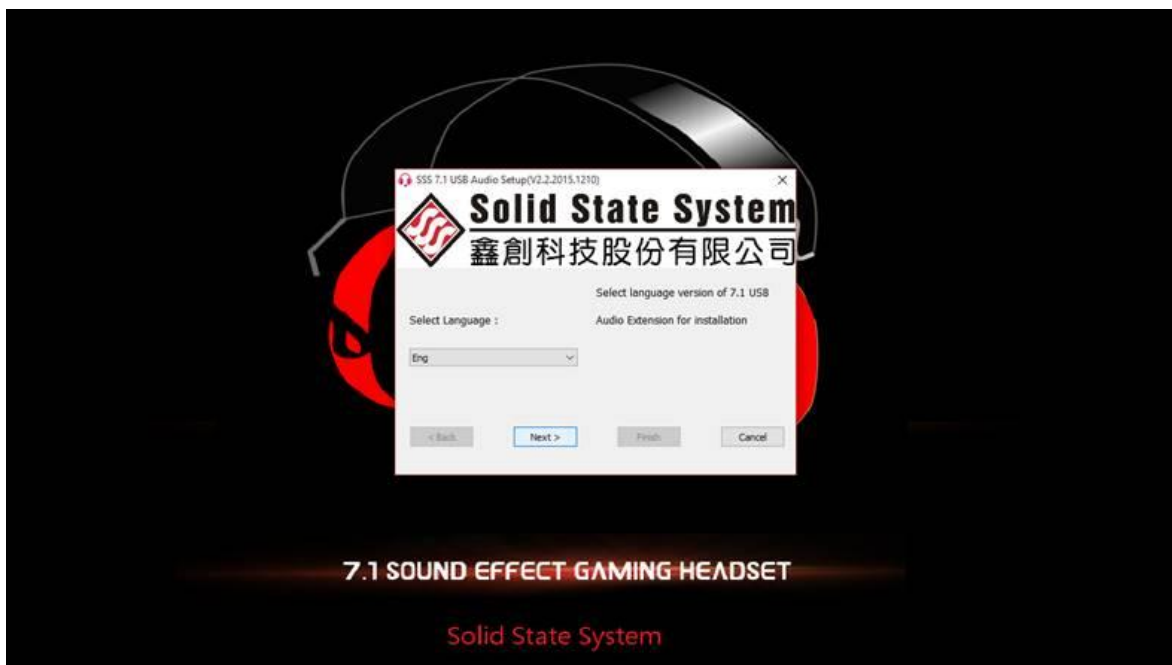 SSS 7.1 USB Audio Setup(V2.2.2015.1210)
SSS
Solid State System
鑫創科技股份有限公司
Select language version of 7.1 USB
Select Language :
Audio Extension for installation
Eng
< Back
Next >
Finish
Cancel
7.1 SOUND EFFECT GAMING HEADSET
Solid State System